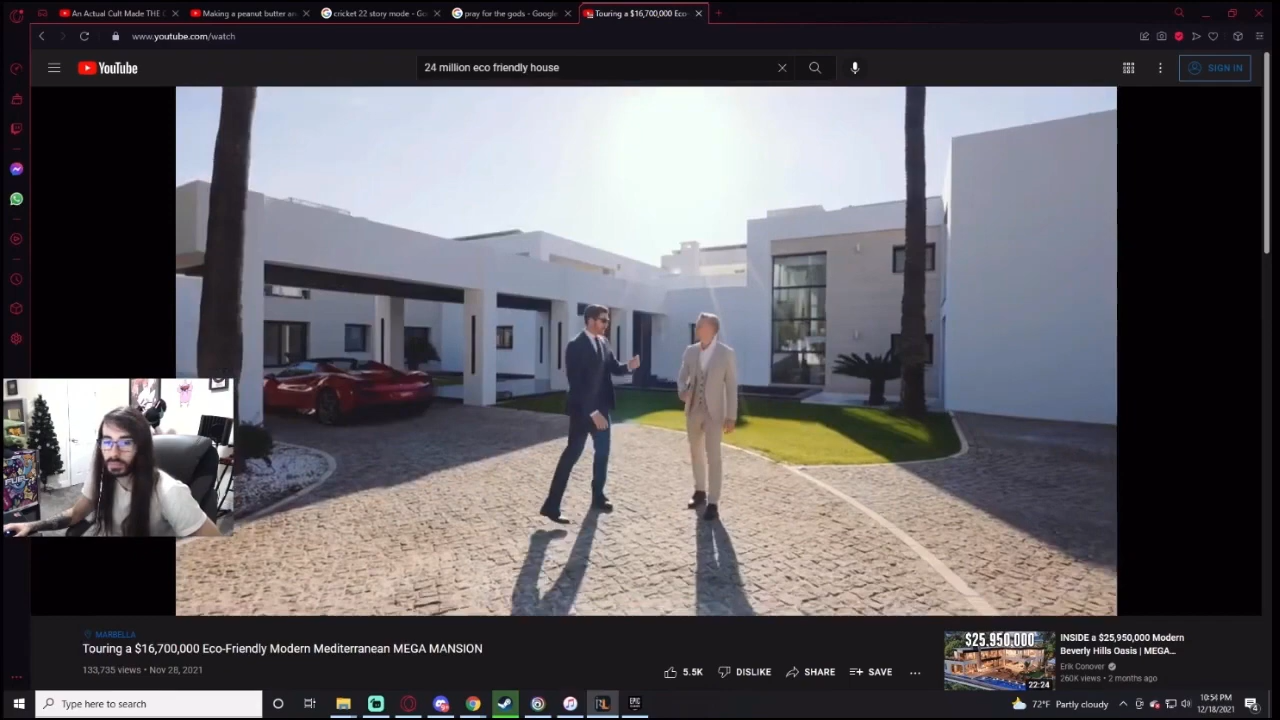 An Actual Cult Made THE C
Making a peanut butter an
cricket 22 story mode - Go
pray for the gods - Google
Touring a $16,700,000 Eco-
www.youtube.com/watch
YouTube
24 million eco friendly house
SIGN IN
MARBELLA
Touring a $16,700,000 Eco-Friendly Modern Mediterranean MEGA MANSION
133,735 views • Nov 28, 2021
5.5K
DISLIKE
SHARE
SAVE
$25,950,000
22:24
INSIDE a $25,950,000 Modern
Beverly Hills Oasis | MEGA...
Erik Conover
260K views • 2 months ago
Type here to search
72°F Partly cloudy
10:54 PM
12/18/2021